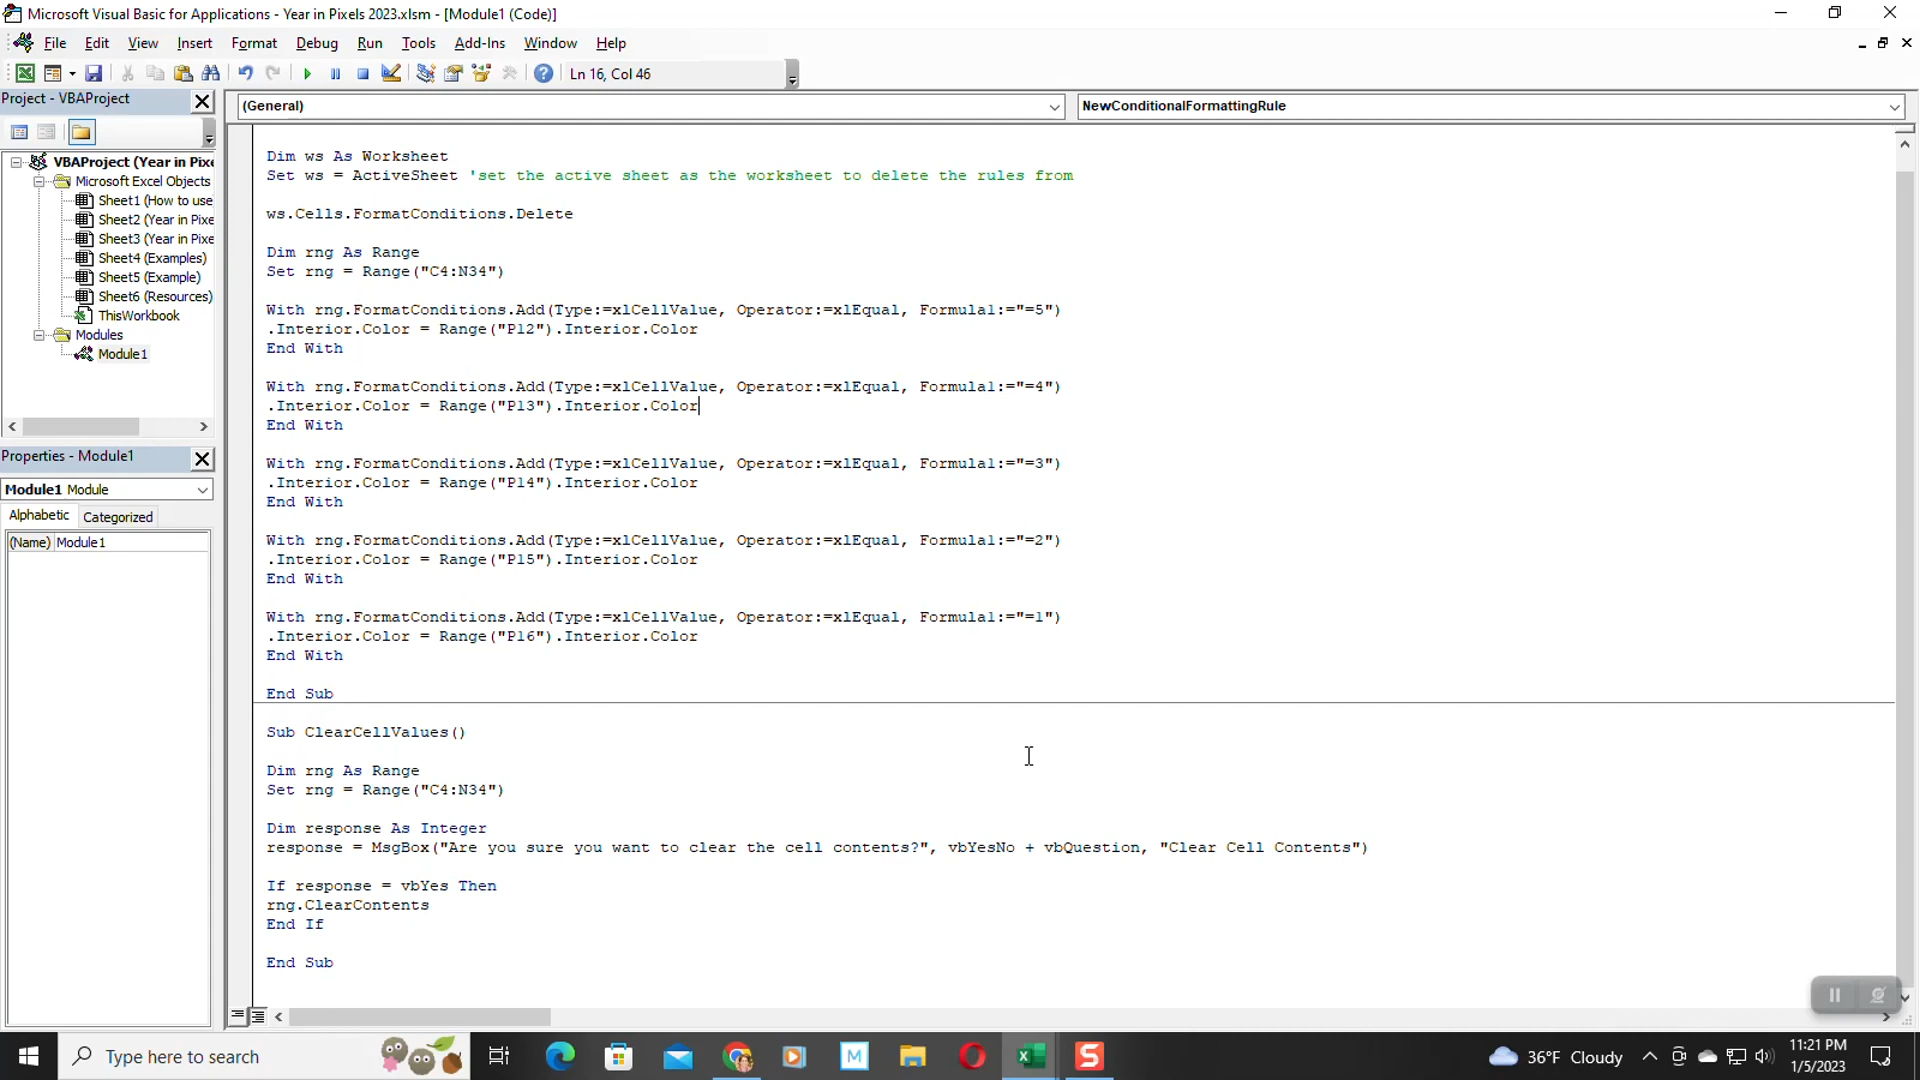 Microsoft Visual Basic for Applications - Year in Pixels 2023.xlsm - [Module1 (Code)]
File Edit View Insert Format Debug Run Tools Add-Ins Window Help
Ln 16, Col 46
Project - VBAProject
(General)
NewConditionalFormattingRule
VBAProject (Year in Pixe
Microsoft Excel Objects
Sheet1 (How to use
Sheet2 (Year in Pixe
Sheet3 (Year in Pixe
Sheet4 (Examples)
Sheet5 (Example)
Sheet6 (Resources)
ThisWorkbook
Modules
Module1
Properties - Module1
Module1 Module
Alphabetic Categorized
(Name) Module1
Dim ws As Worksheet
Set ws = ActiveSheet 'set the active sheet as the worksheet to delete the rules from
ws.Cells.FormatConditions.Delete
Dim rng As Range
Set rng = Range("C4:N34")
With rng.FormatConditions.Add(Type:=xlCellValue, Operator:=xlEqual, Formula1:="=5")
.Interior.Color = Range("P12").Interior.Color
End With
With rng.FormatConditions.Add(Type:=xlCellValue, Operator:=xlEqual, Formula1:="=4")
.Interior.Color = Range("P13").Interior.Color
End With
With rng.FormatConditions.Add(Type:=xlCellValue, Operator:=xlEqual, Formula1:="=3")
.Interior.Color = Range("P14").Interior.Color
End With
With rng.FormatConditions.Add(Type:=xlCellValue, Operator:=xlEqual, Formula1:="=2")
.Interior.Color = Range("P15").Interior.Color
End With
With rng.FormatConditions.Add(Type:=xlCellValue, Operator:=xlEqual, Formula1:="=1")
.Interior.Color = Range("P16").Interior.Color
End With
End Sub
Sub ClearCellValues()
Dim rng As Range
Set rng = Range("C4:N34")
Dim response As Integer
response = MsgBox("Are you sure you want to clear the cell contents?", vbYesNo + vbQuestion, "Clear Cell Contents")
If response = vbYes Then
rng.ClearContents
End If
End Sub
Type here to search
M
S
36°F Cloudy
11:21 PM
1/5/2023